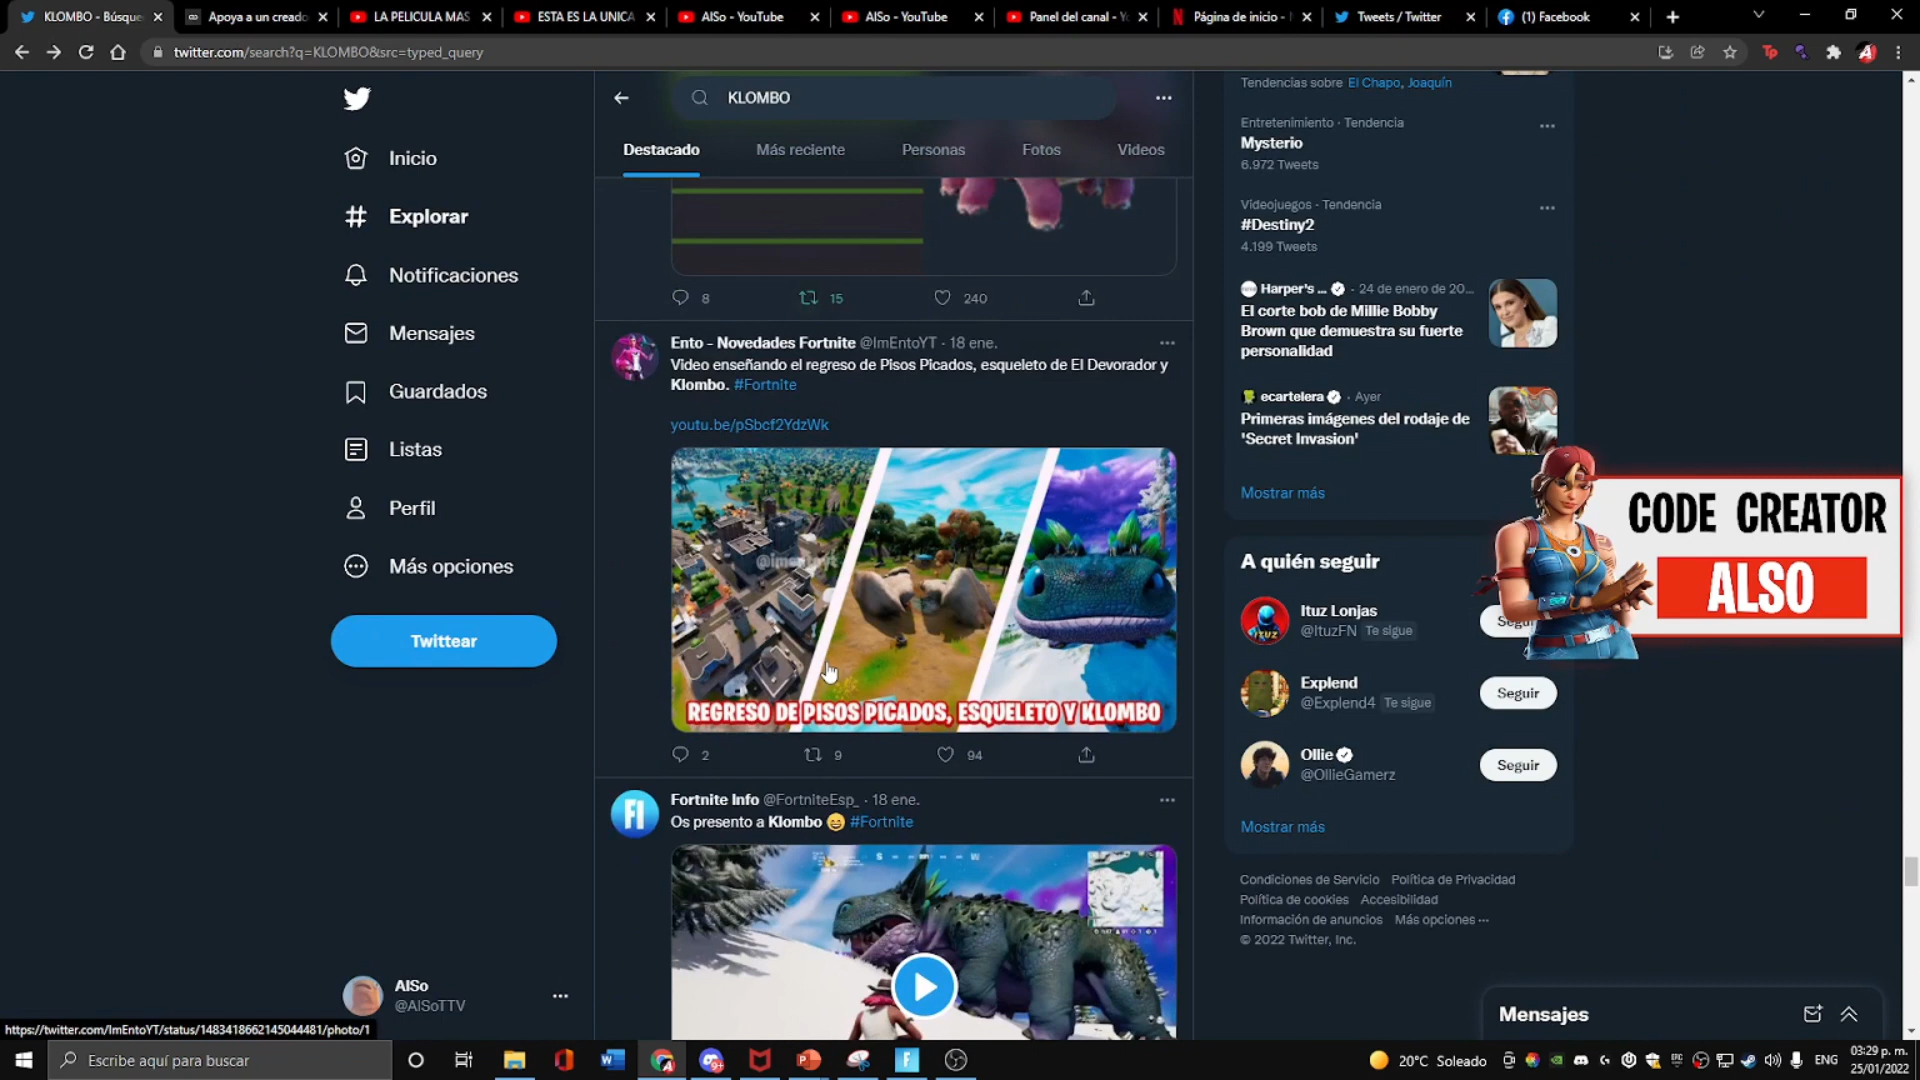 KLOMBO - Búsque
Apoya a un creado
LA PELICULA MAS
ESTA ES LA UNICA
AlSo - YouTube
AlSo - YouTube
Panel del canal - Yo
Página de inicio -
Tweets / Twitter
(1) Facebook
twitter.com/search?q=KLOMBO&src=typed_query
Inicio
Explorar
Notificaciones
Mensajes
Guardados
Listas
Perfil
Más opciones
Twittear
AlSo
@AlSoTTV
KLOMBO
Destacado
Más reciente
Personas
Fotos
Videos
8
15
240
Ento - Novedades Fortnite @ImEntoYT · 18 ene.
Video enseñando el regreso de Pisos Picados, esqueleto de El Devorador y
Klombo. #Fortnite
youtu.be/pSbcf2YdzWk
REGRESO DE PISOS PICADOS, ESQUELETO Y KLOMBO
2
9
94
Fortnite Info @FortniteEsp_ · 18 ene.
Os presento a Klombo 😄 #Fortnite
Tendencias sobre El Chapo, Joaquín
Entretenimiento · Tendencia
Mysterio
6.972 Tweets
Videojuegos · Tendencia
#Destiny2
4.199 Tweets
Harper's ... · 24 de enero de 20...
El corte bob de Millie Bobby
Brown que demuestra su fuerte
personalidad
ecartelera · Ayer
Primeras imágenes del rodaje de
'Secret Invasion'
Mostrar más
CODE CREATOR
ALSO
A quién seguir
Ituz Lonjas
@ItuzFN Te sigue
Explend
@Explend4 Te sigue
Seguir
Ollie
@OllieGamerz
Seguir
Mostrar más
Condiciones de Servicio Política de Privacidad
Política de cookies Accesibilidad
Información de anuncios Más opciones ···
© 2022 Twitter, Inc.
Mensajes
https://twitter.com/ImEntoYT/status/1483418662145044481/photo/1
Escribe aquí para buscar
20°C Soleado
ENG
03:29 p. m.
25/01/2022